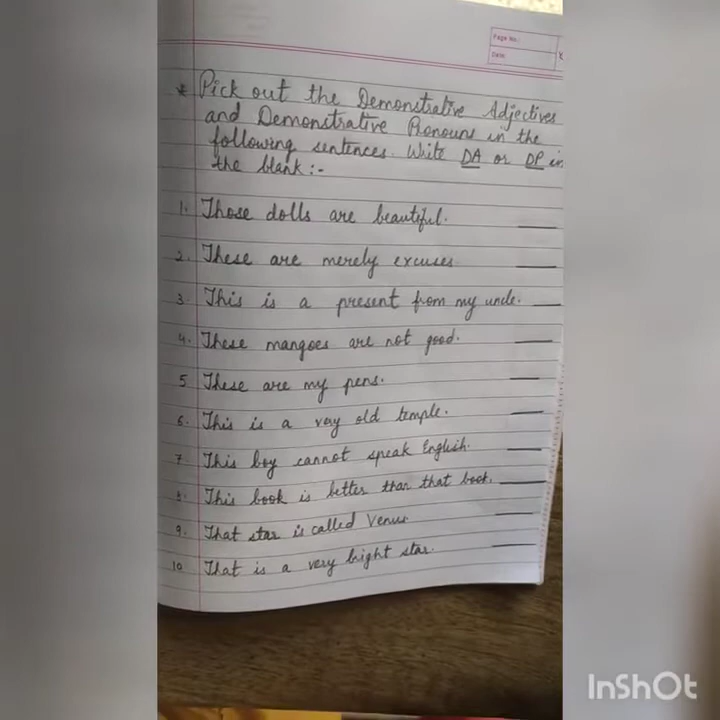 Page No:
Date:
* Pick out the Demonstrative Adjectives
and Demonstrative Pronouns in the
following sentences. Write DA or DP in
the blank:-
1. Those dolls are beautiful.
2. These are merely excuses
3. This is a present from my uncle.
4. These mangoes are not good.
5 These are my pens.
6. This is a very old temple.
7. This boy cannot speak English.
8. This book is better than that book.
9. That star is called Venus
10 That is a very bright star.
InShOt